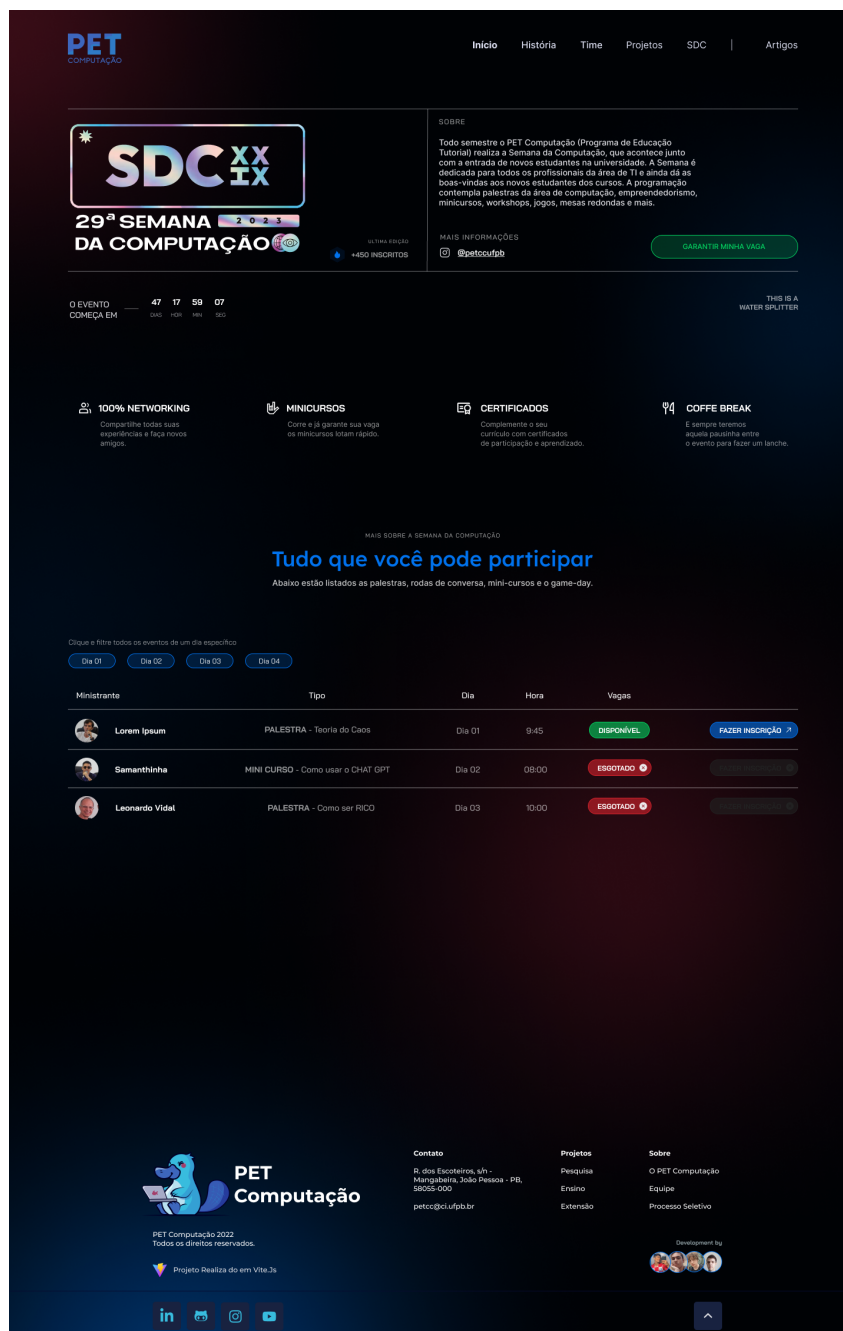 PET
COMPUTAÇÃO
Início História Time Projetos SDC | Artigos
SDC XX
IX
29ª SEMANA 2023
DA COMPUTAÇÃO
ULTIMA EDIÇÃO
+450 INSCRITOS
SOBRE
Todo semestre o PET Computação (Programa de Educação
Tutorial) realiza a Semana da Computação, que acontece junto
com a entrada de novos estudantes na universidade. A Semana é
dedicada para todos os profissionais da área de TI e ainda dá as
boas-vindas aos novos estudantes dos cursos. A programação
contempla palestras da área de computação, empreendedorismo,
minicursos, workshops, jogos, mesas redondas e mais.
MAIS INFORMAÇÕES
@petccufpb
GARANTIR MINHA VAGA
O EVENTO
COMEÇA EM
47 17 59 07
DIAS HOR MIN SEG
THIS IS A
WATER SPLITTER
100% NETWORKING
Compartilhe todas suas
experiências e faça novos
amigos.
MINICURSOS
Corre e já garante sua vaga
os minicursos lotam rápido.
CERTIFICADOS
Complemente o seu
currículo com certificados
de participação e aprendizado.
COFFE BREAK
E sempre teremos
aquela pausinha entre
o evento para fazer um lanche.
MAIS SOBRE A SEMANA DA COMPUTAÇÃO
Tudo que você pode participar
Abaixo estão listados as palestras, rodas de conversa, mini-cursos e o game-day.
Clique e filtre todos os eventos de um dia específico
Dia 01 Dia 02 Dia 03 Dia 04
Ministrante Tipo Dia Hora Vagas
Lorem Ipsum PALESTRA - Teoria do Caos Dia 01 9:45 DISPONÍVEL FAZER INSCRIÇÃO
Samanthinha MINI CURSO - Como usar o CHAT GPT Dia 02 08:00 ESGOTADO FAZER INSCRIÇÃO
Leonardo Vidal PALESTRA - Como ser RICO Dia 03 10:00 ESGOTADO FAZER INSCRIÇÃO
PET
Computação
PET Computação 2022
Todos os direitos reservados.
Projeto Realiza do em Vite.Js
Contato
R. dos Escoteiros, s/n -
Mangabeira, João Pessoa - PB,
58055-000
petcc@ci.ufpb.br
Projetos
Pesquisa
Ensino
Extensão
Sobre
O PET Computação
Equipe
Processo Seletivo
Development by
in